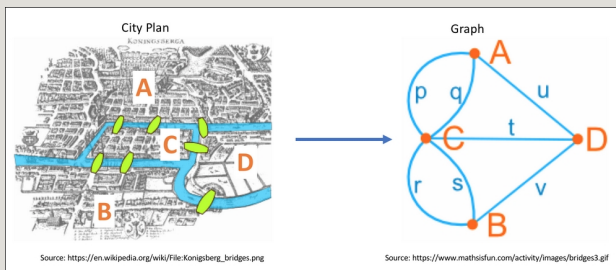 City Plan
Graph
KONINGSBERGA
A
C
D
B
A
p
q
u
C
t
D
r
s
v
B
Source: https://en.wikipedia.org/wiki/File:Konigsberg_bridges.png
Source: https://www.mathsisfun.com/activity/images/bridges3.gif